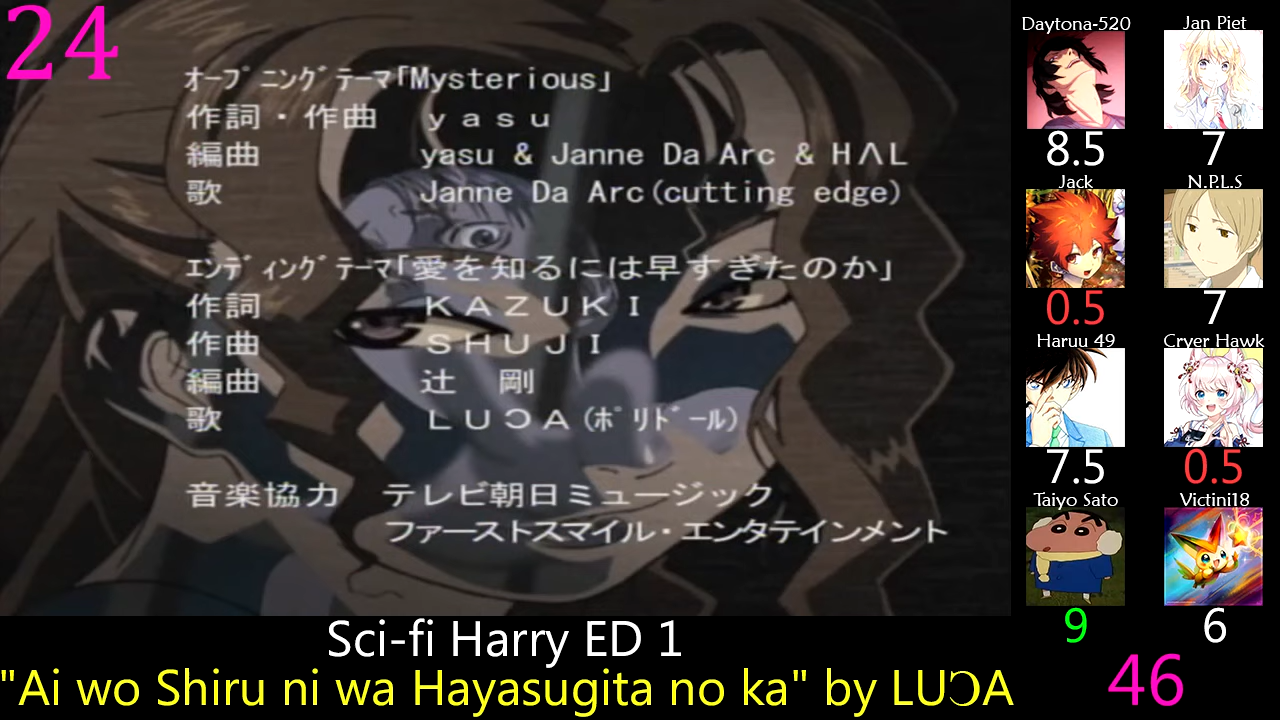 24
オープニングテーマ「Mysterious」
作詞・作曲 yasu
編曲 yasu & Janne Da Arc & HΛL
歌 Janne Da Arc(cutting edge)
エンディングテーマ「愛を知るには早すぎたのか」
作詞 KAZUKI
作曲 SHUJI
編曲 辻 剛
歌 LUƆA(ポリドール)
音楽協力 テレビ朝日ミュージック
ファーストスマイル・エンタテインメント
Sci-fi Harry ED 1
"Ai wo Shiru ni wa Hayasugita no ka" by LUƆA
Daytona-520 Jan Piet
8.5 7
Jack N.P.L.S
0.5 7
Haruu 49 Cryer Hawk
7.5 0.5
Taiyo Sato Victini18
9 6
46